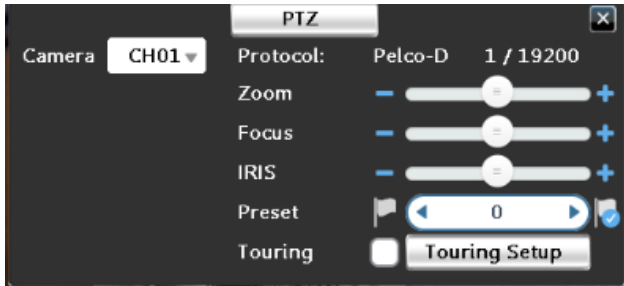 PTZ
Camera CH01 Protocol: Pelco-D 1 / 19200
Zoom
Focus
IRIS
Preset 0
Touring Touring Setup